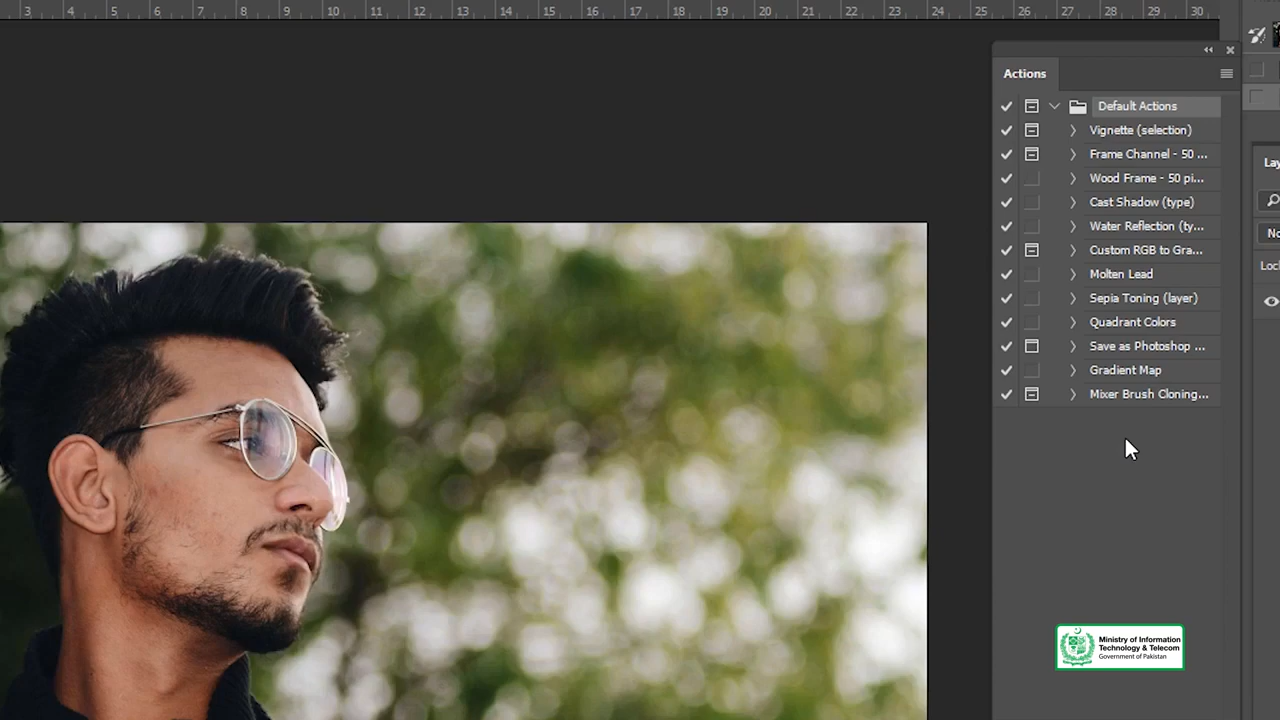 3 4 5 6 7 8 9 10 11 12 13 14 15 16 17 18 19 20 21 22 23 24 25 26 27 28 29 30
Actions
Default Actions
Vignette (selection)
Frame Channel - 50 ...
Wood Frame - 50 pi...
Cast Shadow (type)
Water Reflection (ty...
Custom RGB to Gra...
Molten Lead
Sepia Toning (layer)
Quadrant Colors
Save as Photoshop ...
Gradient Map
Mixer Brush Cloning...
Lay
No
Loc
Ministry of Information
Technology & Telecom
Government of Pakistan